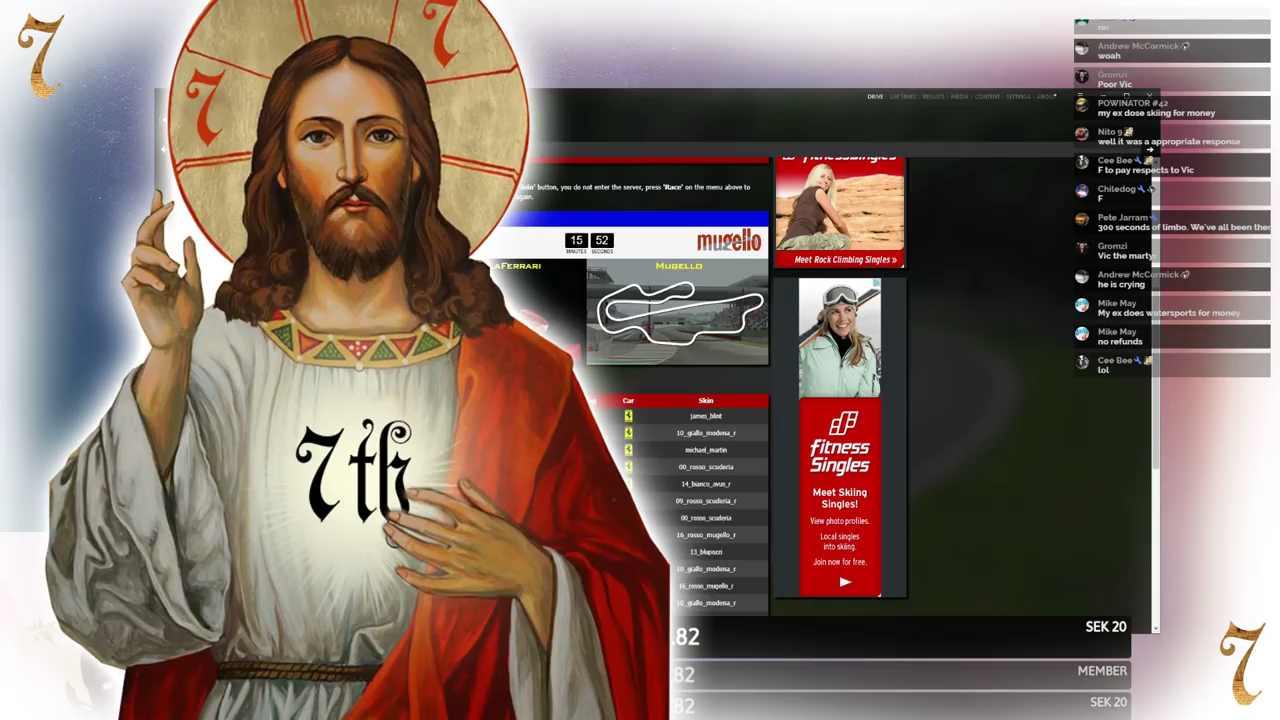 7
7
7
7th
DRIVE LAP TIMES RESULTS MEDIA CONTENT SETTINGS ABOUT
button, you do not enter the server, press 'Race' on the menu above to
15 52
MINUTES SECONDS
mugello
LAFERRARI
MUGELLO
Car Skin
james_blint
10_giallo_modena_r
michael_martin
00_rosso_scuderia
14_bianco_avus_r
09_rosso_scuderia_r
00_rosso_scuderia
16_rosso_mugello_r
13_blupozzi
10_giallo_modena_r
16_rosso_mugello_r
10_giallo_modena_r
fitnessSingles
Meet Rock Climbing Singles »
fitness
Singles
Meet Skiing
Singles!
View photo profiles.
Local singles
into skiing.
Join now for free.
no
Andrew McCormick
woah
Gromzi
Poor Vic
POWINATOR #42
my ex dose skiing for money
Nito 9
well it was a appropriate response
Cee Bee
F to pay respects to Vic
Chiledog
F
Pete Jarram
300 seconds of limbo. We've all been ther
Gromzi
Vic the marty
Andrew McCormick
he is crying
Mike May
My ex does watersports for money
Mike May
no refunds
Cee Bee
lol
82 SEK 20
82 MEMBER
82 SEK 20
7